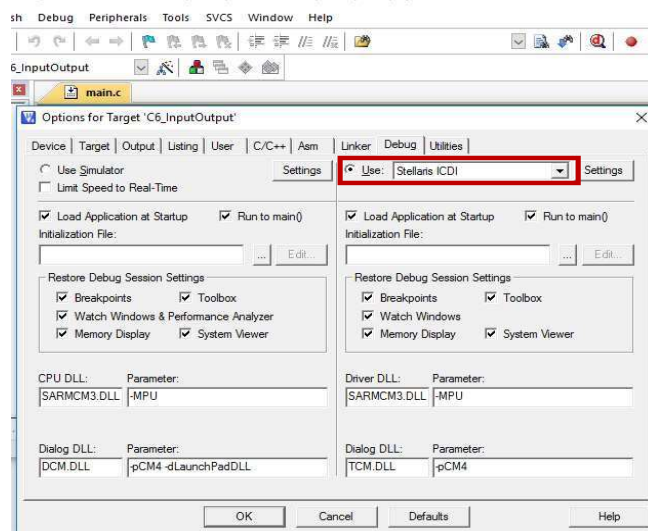 sh Debug Peripherals Tools SVCS Window Help
6_InputOutput
main.c
Options for Target 'C6_InputOutput'
Device Target Output Listing User C/C++ Asm Linker Debug Utilities
Use Simulator Settings Use: Stellaris ICDI Settings
Limit Speed to Real-Time
Load Application at Startup Run to main() Load Application at Startup Run to main()
Initialization File: Initialization File:
... Edit... ... Edit...
Restore Debug Session Settings Restore Debug Session Settings
Breakpoints Toolbox Breakpoints Toolbox
Watch Windows & Performance Analyzer Watch Windows
Memory Display System Viewer Memory Display System Viewer
CPU DLL: Parameter: Driver DLL: Parameter:
SARMCM3.DLL -MPU SARMCM3.DLL -MPU
Dialog DLL: Parameter: Dialog DLL: Parameter:
DCM.DLL -pCM4 -dLaunchPadDLL TCM.DLL -pCM4
OK Cancel Defaults Help